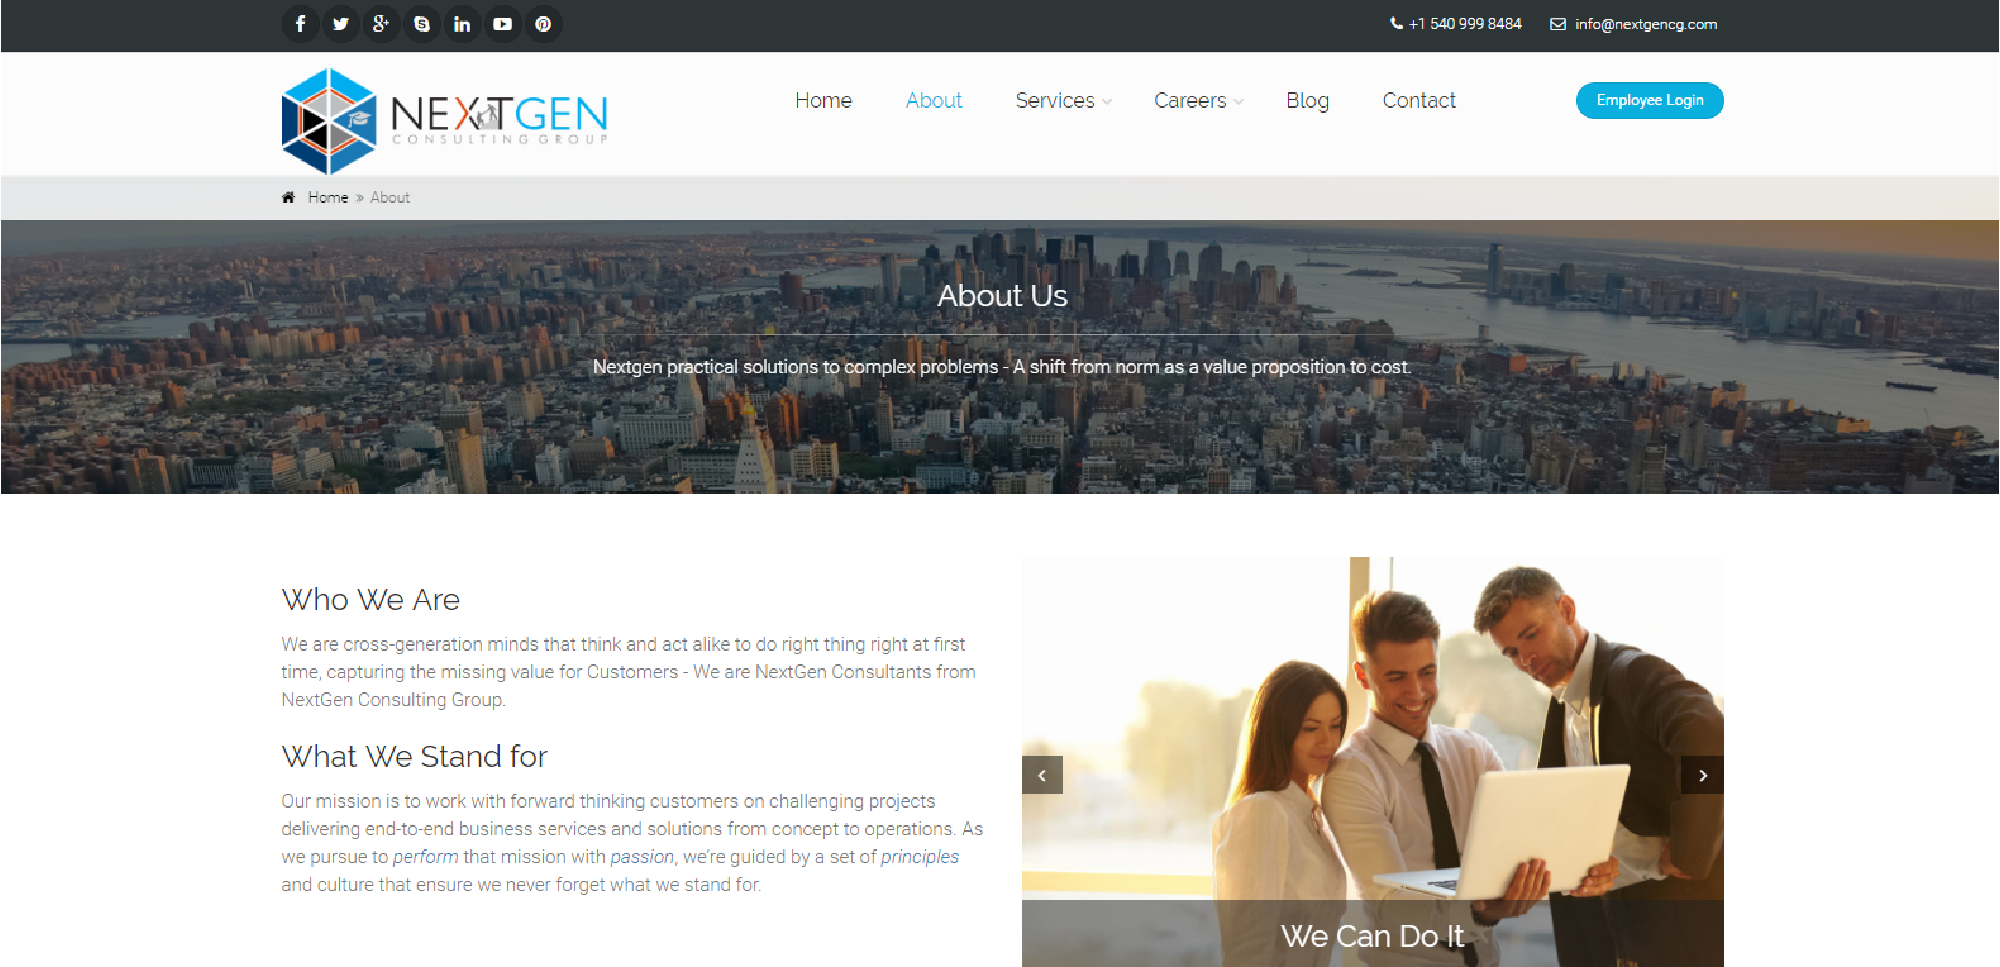 +1 540 999 8484 info@nextgencg.com
NEXTGEN
CONSULTING GROUP
Home About Services Careers Blog Contact Employee Login
Home » About
About Us
Nextgen practical solutions to complex problems - A shift from norm as a value proposition to cost.
Who We Are
We are cross-generation minds that think and act alike to do right thing right at first
time, capturing the missing value for Customers - We are NextGen Consultants from
NextGen Consulting Group.
What We Stand for
Our mission is to work with forward thinking customers on challenging projects
delivering end-to-end business services and solutions from concept to operations. As
we pursue to perform that mission with passion, we're guided by a set of principles
and culture that ensure we never forget what we stand for.
We Can Do It